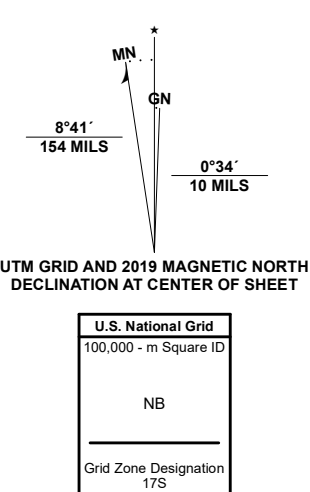 ★
MN
GN
8°41´
154 MILS
0°34´
10 MILS
UTM GRID AND 2019 MAGNETIC NORTH
DECLINATION AT CENTER OF SHEET
U.S. National Grid
100,000 - m Square ID
NB
Grid Zone Designation
17S